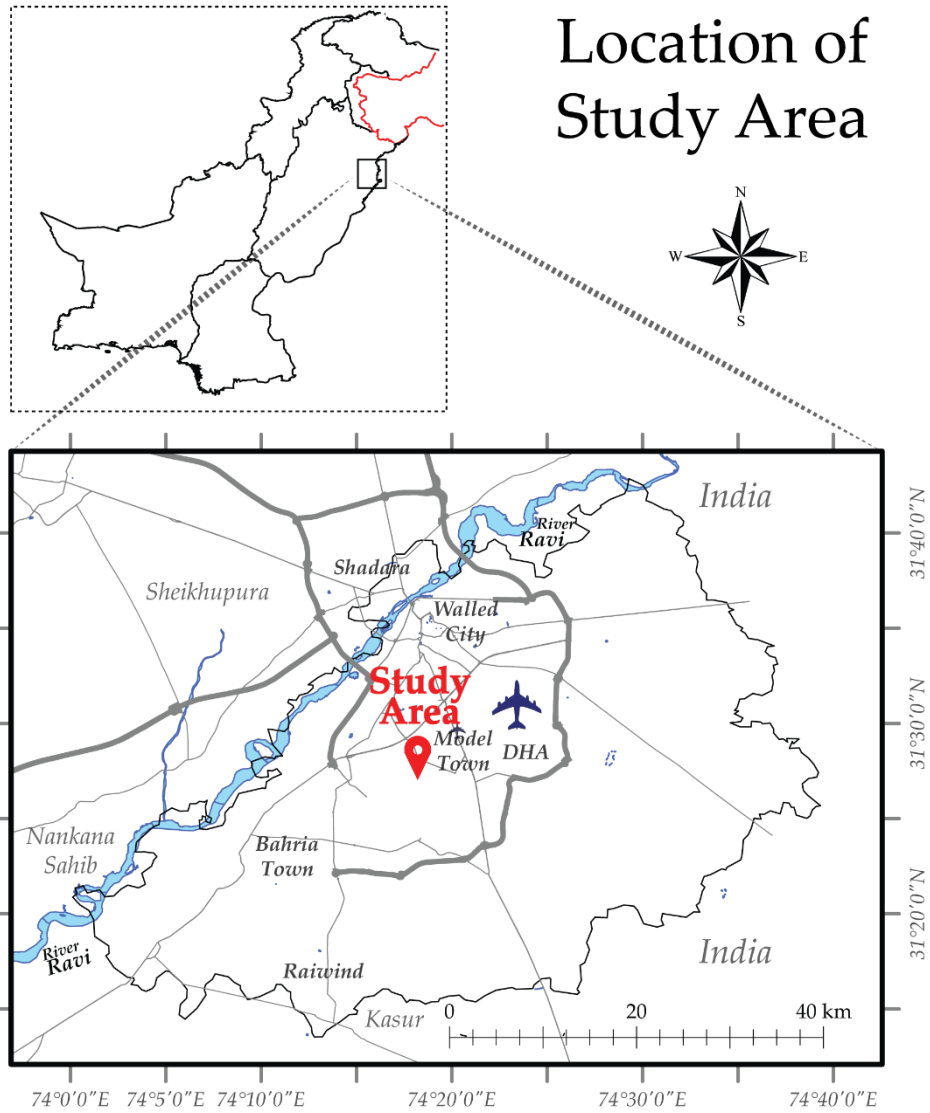 Location of
Study Area
N
W
E
S
India
River
Ravi
Shadara
Sheikhupura
Walled
City
Study
Area
Model
Town
DHA
Nankana
Sahib
Bahria
Town
River
Ravi
Raiwind
India
Kasur
0
20
40 km
31°40'0"N
31°30'0"N
31°20'0"N
74°0'0"E
74°5'0"E
74°10'0"E
74°20'0"E
74°30'0"E
74°40'0"E